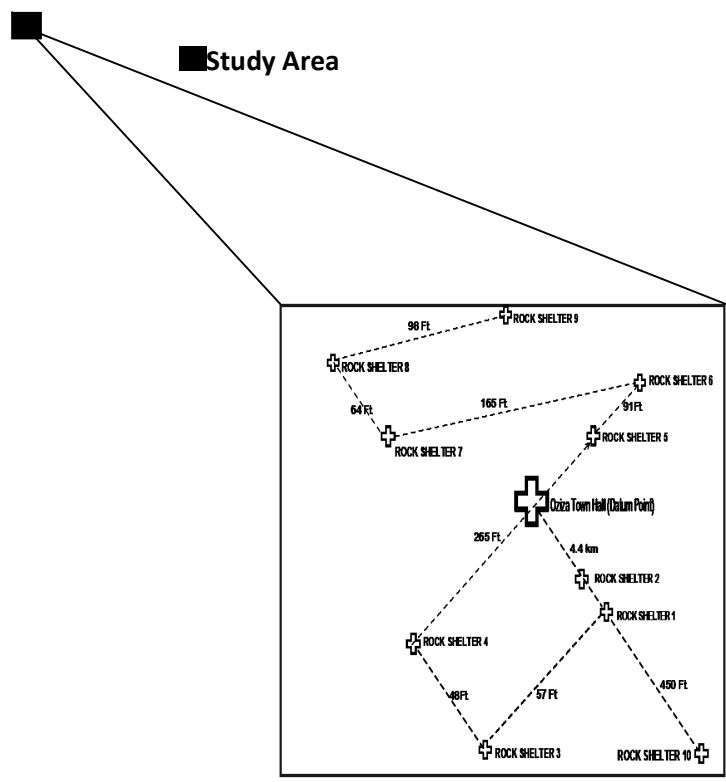 Study Area
ROCK SHELTER 9
98 Ft
ROCK SHELTER 8
ROCK SHELTER 6
64 Ft
165 Ft
91Ft
ROCK SHELTER 7
ROCK SHELTER 5
Oziza Town Hall (Dalum Point)
265 Ft
4.4 km
ROCK SHELTER 2
ROCK SHELTER 1
ROCK SHELTER 4
48Ft
57 Ft
450 Ft
ROCK SHELTER 3
ROCK SHELTER 10